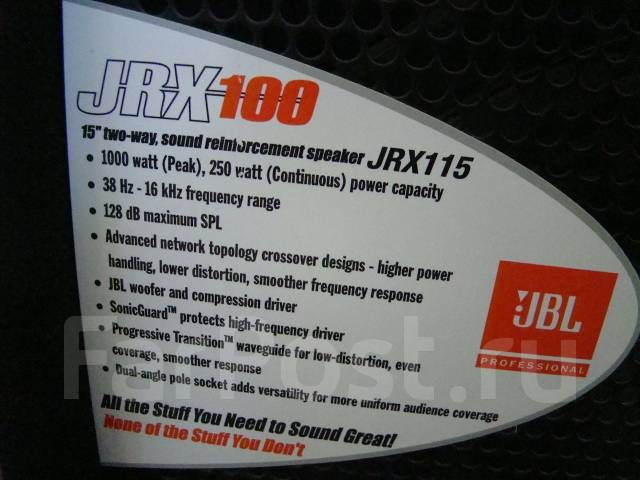 JRX100
15" two-way, sound reinforcement speaker JRX115
• 1000 watt (Peak), 250 watt (Continuous) power capacity
• 38 Hz - 16 kHz frequency range
• 128 dB maximum SPL
• Advanced network topology crossover designs - higher power
handling, lower distortion, smoother frequency response
• JBL woofer and compression driver
• SonicGuard™ protects high-frequency driver
• Progressive Transition™ waveguide for low-distortion, even
coverage, smoother response
• Dual-angle pole socket adds versatility for more uniform audience coverage
All the Stuff You Need to Sound Great!
None of the Stuff You Don't
JBL
PROFESSIONAL
FarPost.ru